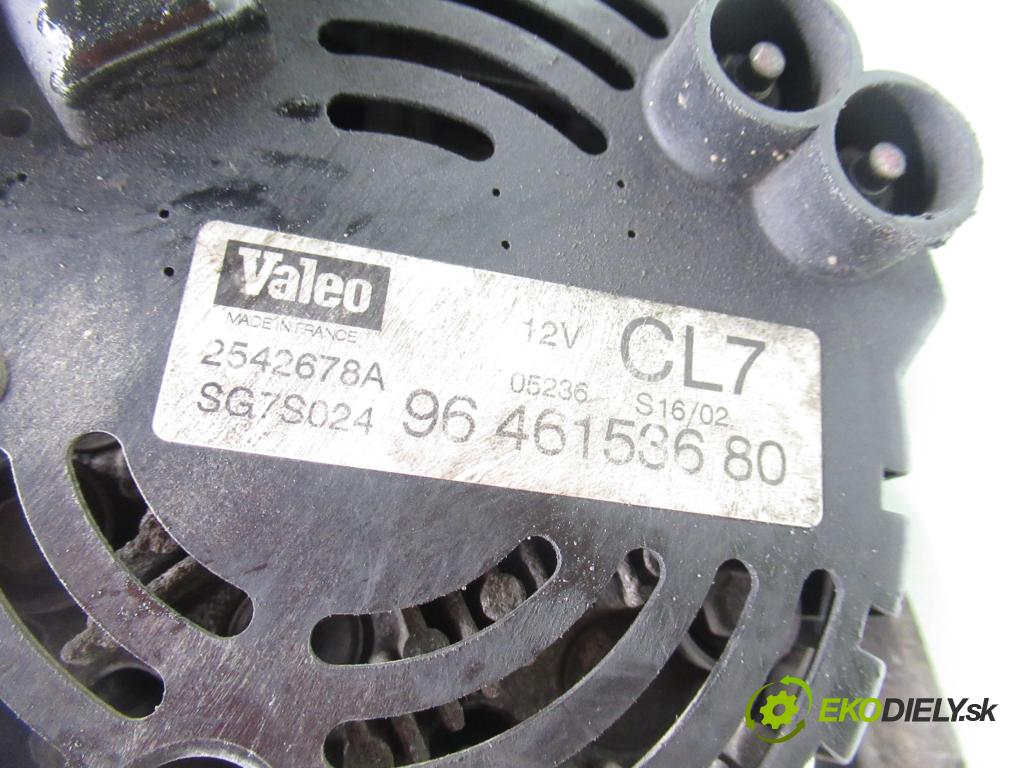 Valeo
MADE IN FRANCE
12V CL7
2542678A 05236 S16/02
SG7S024 96 461536 80
EKODIELY.sk